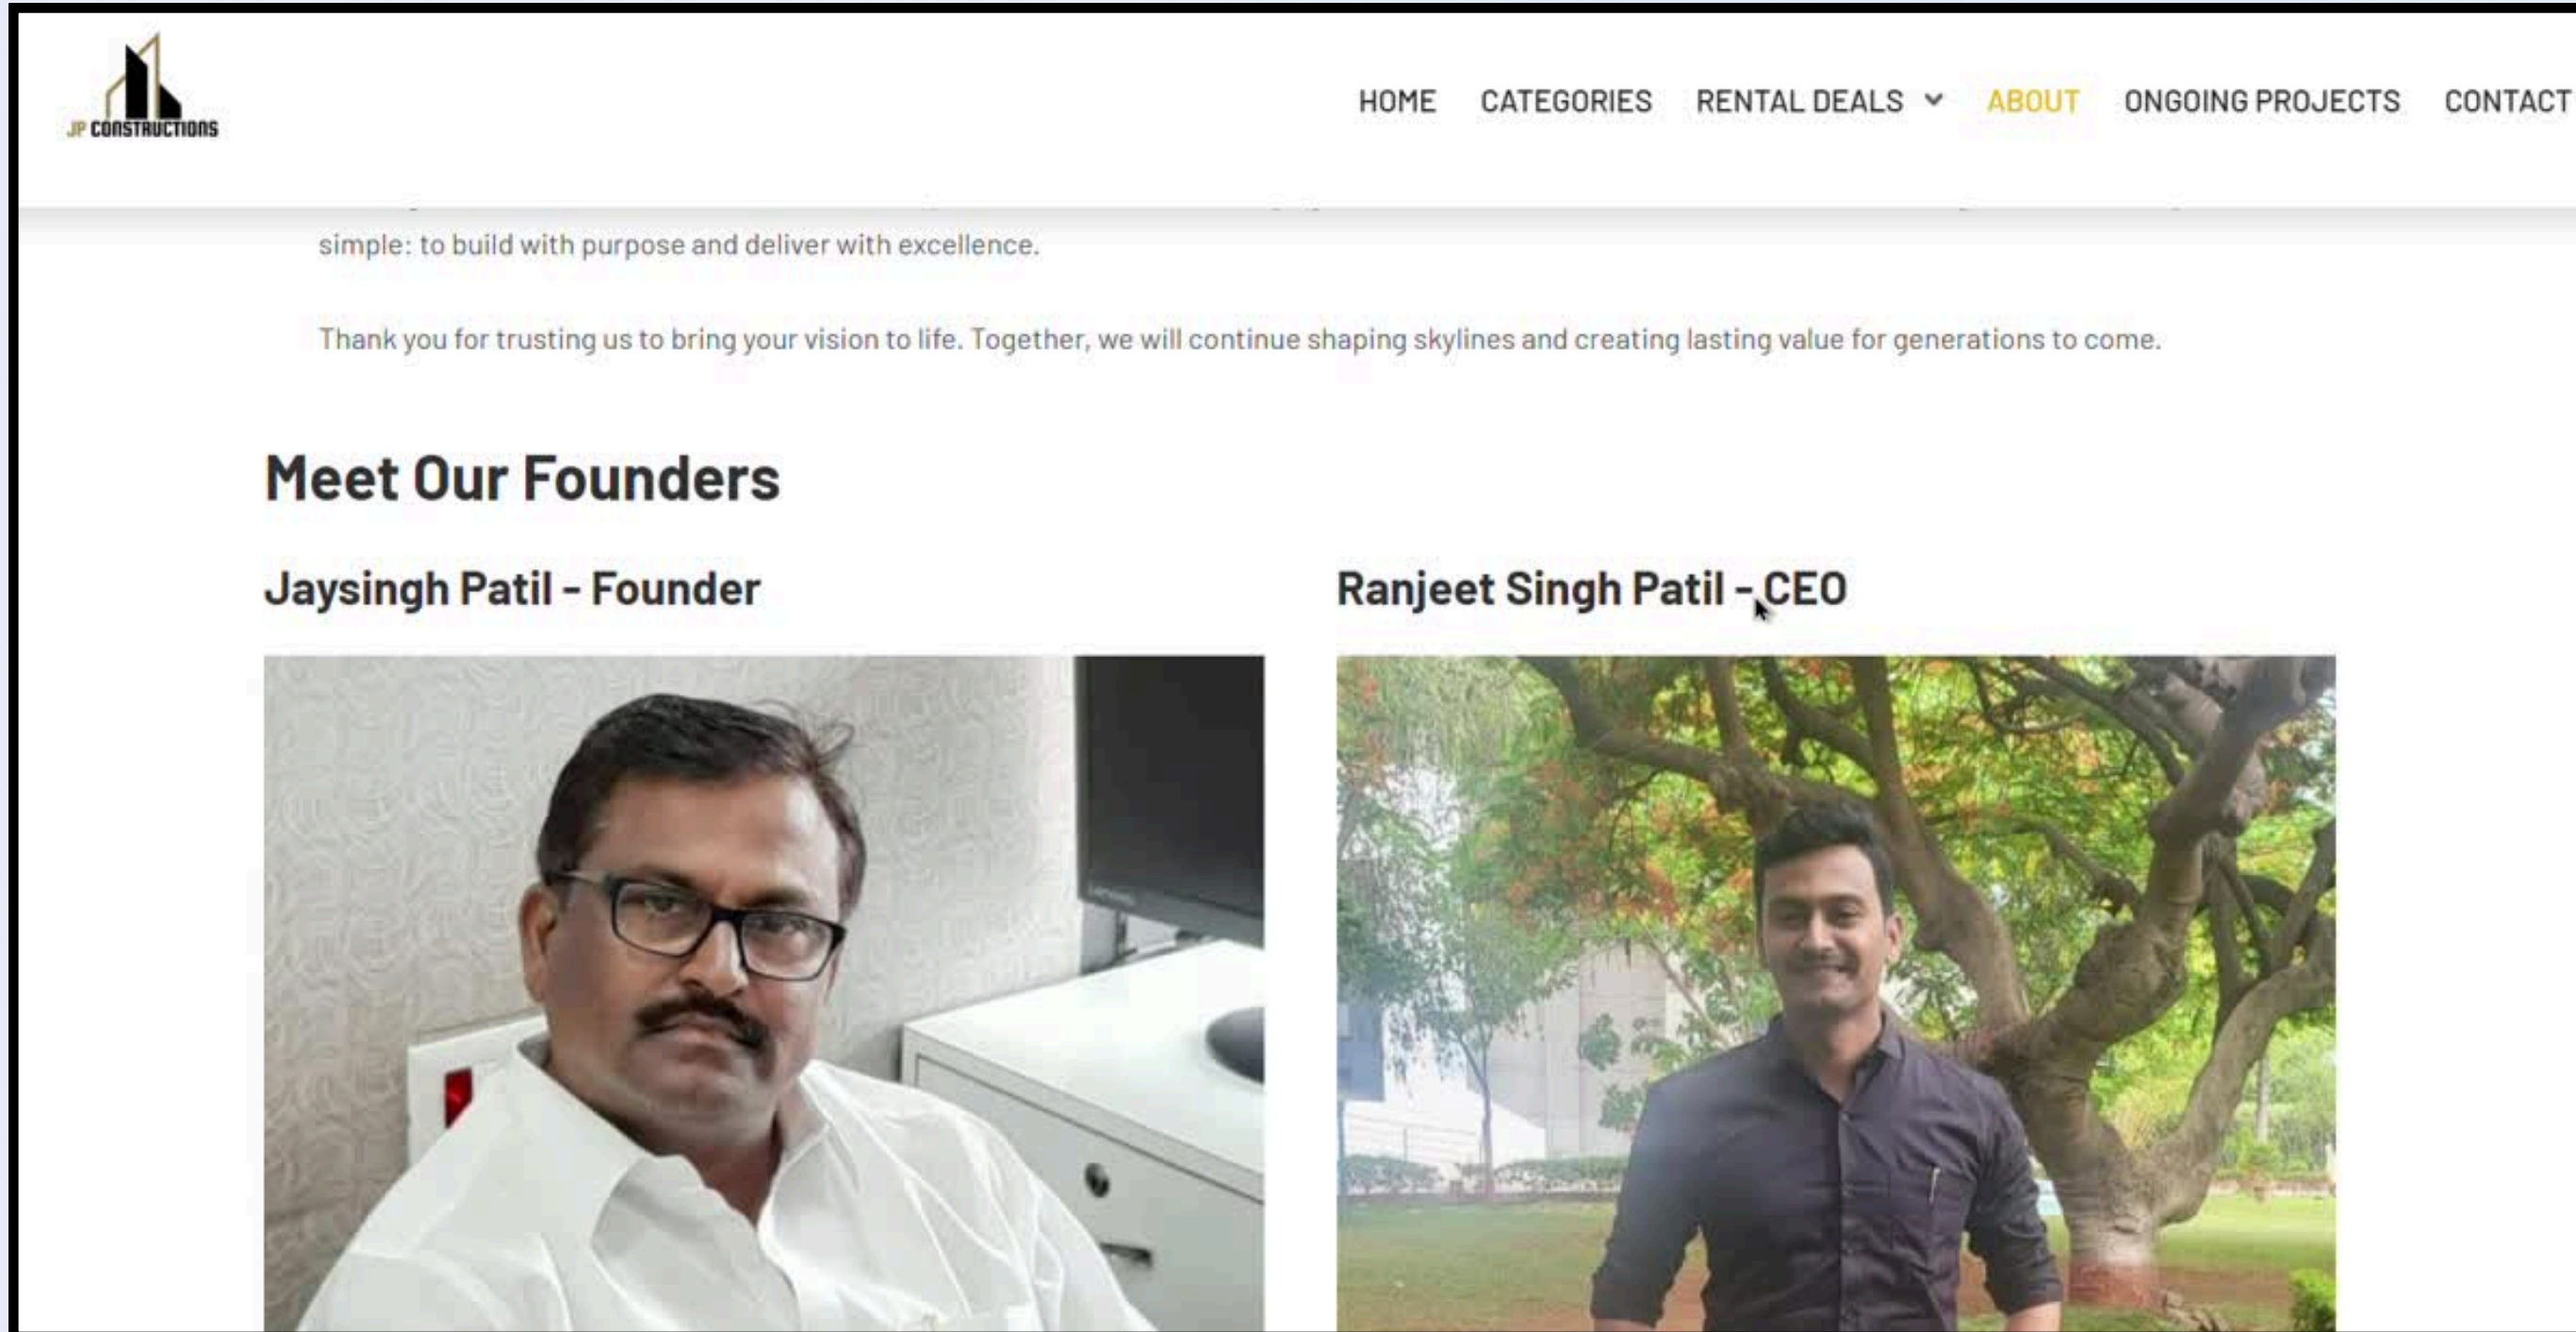 JP CONSTRUCTIONS
HOME CATEGORIES RENTAL DEALS ABOUT ONGOING PROJECTS CONTACT
simple: to build with purpose and deliver with excellence.
Thank you for trusting us to bring your vision to life. Together, we will continue shaping skylines and creating lasting value for generations to come.
Meet Our Founders
Jaysingh Patil - Founder
Ranjeet Singh Patil - CEO